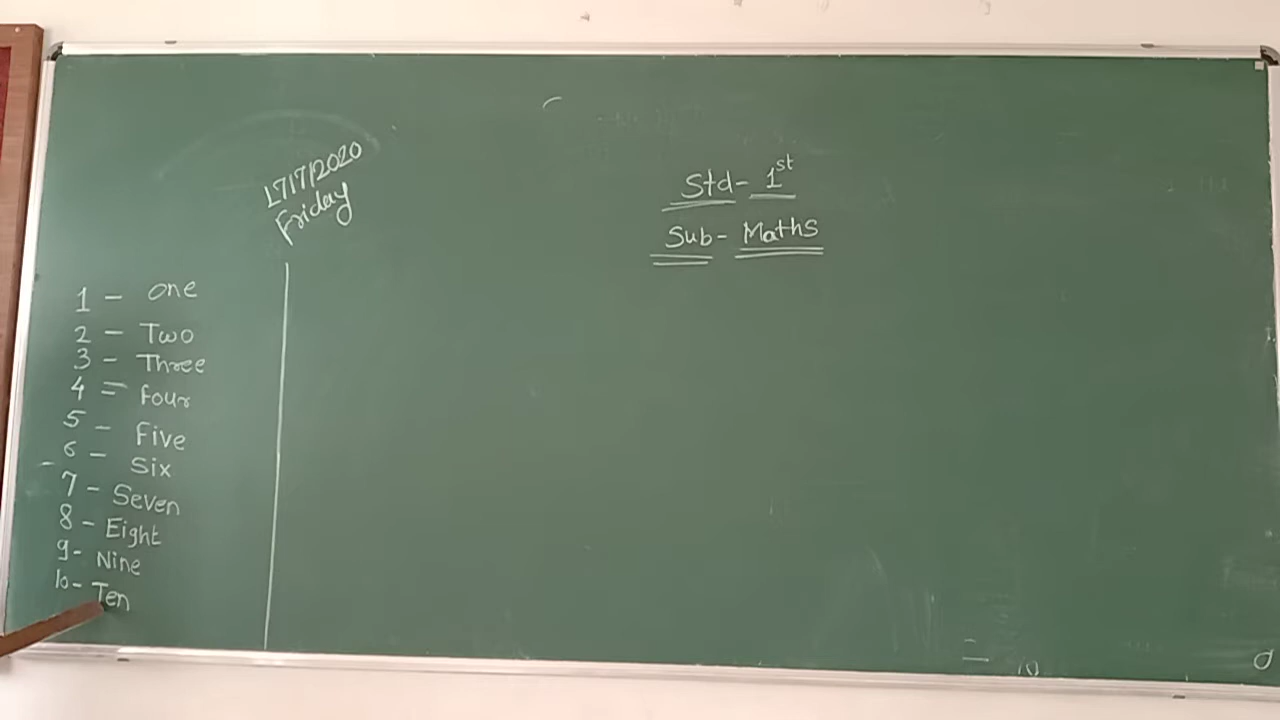 17/7/2020
Friday
Std- 1st
Sub- Maths
1 - one
2 - Two
3 - Three
4 = four
5 - Five
6 - Six
7 - Seven
8 - Eight
9- Nine
10- Ten